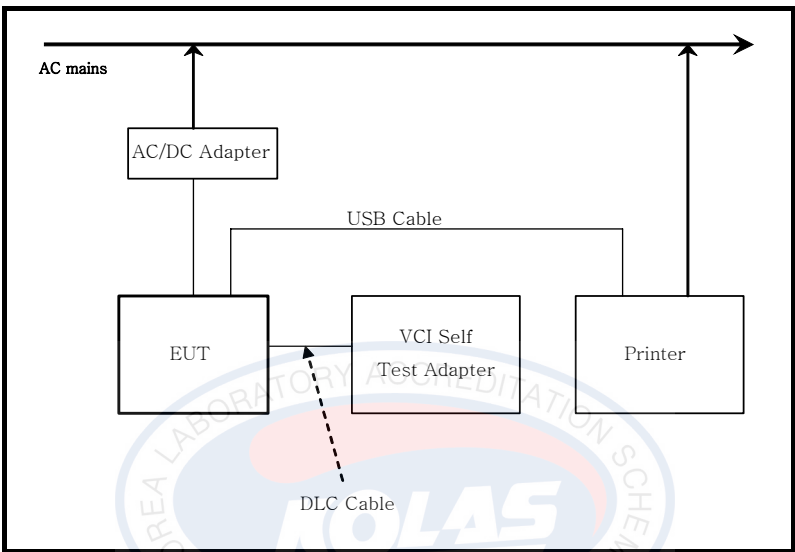 AC mains
AC/DC Adapter
USB Cable
EUT
VCI Self
Test Adapter
Printer
DLC Cable
KOREA LABORATORY ACCREDITATION SCHEME
KOLAS